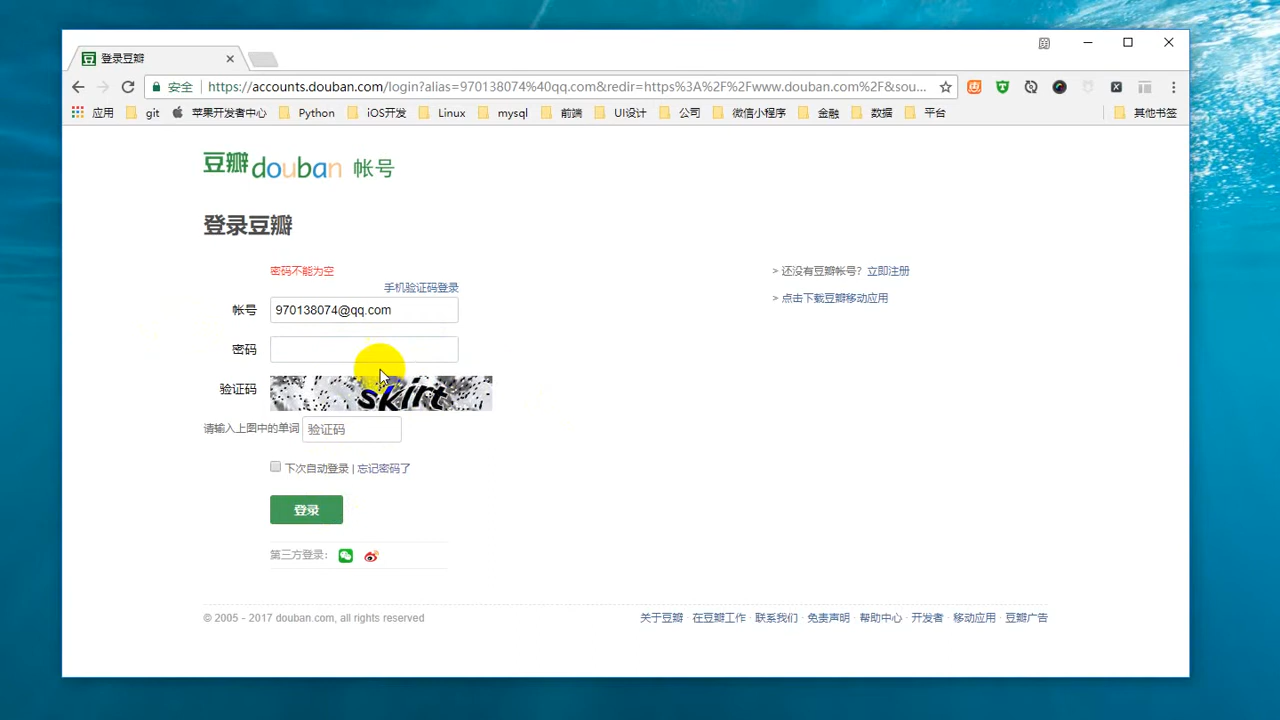 登录豆瓣
安全 https://accounts.douban.com/login?alias=970138074%40qq.com&redir=https%3A%2F%2Fwww.douban.com%2F&sou...
应用 git 苹果开发者中心 Python iOS开发 Linux mysql 前端 UI设计 公司 微信小程序 金融 数据 平台 其他书签
豆瓣douban 帐号
登录豆瓣
密码不能为空
> 还没有豆瓣帐号? 立即注册
手机验证码登录
> 点击下载豆瓣移动应用
帐号 970138074@qq.com
密码
验证码 skirt
请输入上图中的单词 验证码
下次自动登录 | 忘记密码了
登录
第三方登录:
© 2005 - 2017 douban.com, all rights reserved 关于豆瓣 · 在豆瓣工作 · 联系我们 · 免责声明 · 帮助中心 · 开发者 · 移动应用 · 豆瓣广告